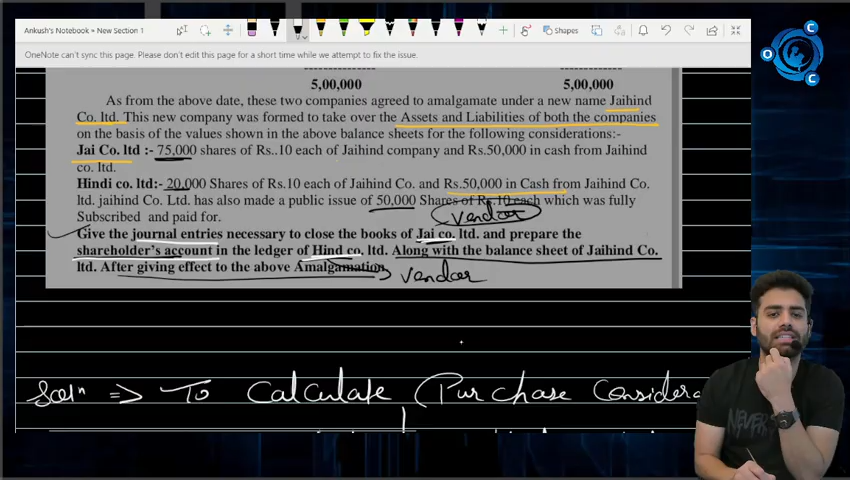 Ankush's Notebook » New Section 1
Shapes
OneNote can't sync this page. Please don't edit this page for a short time while we attempt to fix the issue.
5,00,000 5,00,000
As from the above date, these two companies agreed to amalgamate under a new name Jaihind
Co. ltd. This new company was formed to take over the Assets and Liabilities of both the companies
on the basis of the values shown in the above balance sheets for the following considerations:-
Jai Co. ltd :- 75,000 shares of Rs..10 each of Jaihind company and Rs.50,000 in cash from Jaihind
co. ltd.
Hindi co. ltd:- 20,000 Shares of Rs.10 each of Jaihind Co. and Rs.50,000 in Cash from Jaihind Co.
ltd. jaihind Co. Ltd. has also made a public issue of 50,000 Shares of Rs.10 each which was fully
Subscribed and paid for. vendor
Give the journal entries necessary to close the books of Jai co. ltd. and prepare the
shareholder's account in the ledger of Hind co. ltd. Along with the balance sheet of Jaihind Co.
ltd. After giving effect to the above Amalgamation
vendor
Soln => To Calculate (Purchase Considera
O C C
NEVER